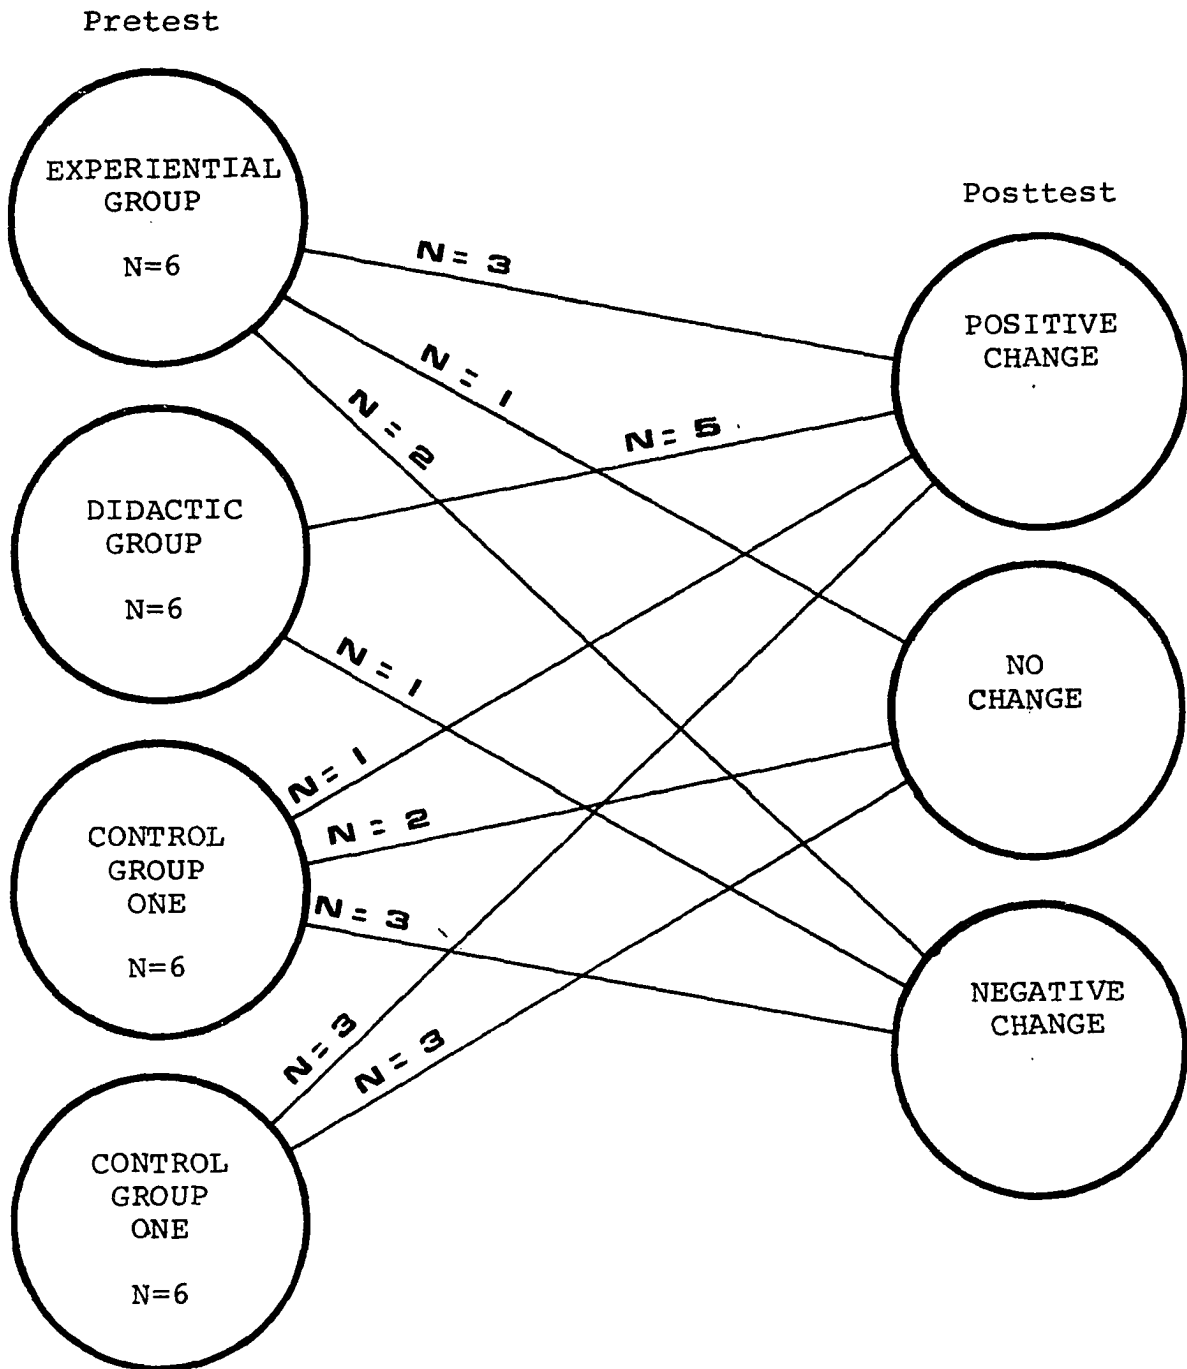 Pretest
EXPERIENTIAL
GROUP
N=6
DIDACTIC
GROUP
N=6
CONTROL
GROUP
ONE
N=6
CONTROL
GROUP
ONE
N=6
N=3
N=1
N=2
N=5
N=1
N=1
N=2
N=3
N=3
N=3
Posttest
POSITIVE
CHANGE
NO
CHANGE
NEGATIVE
CHANGE